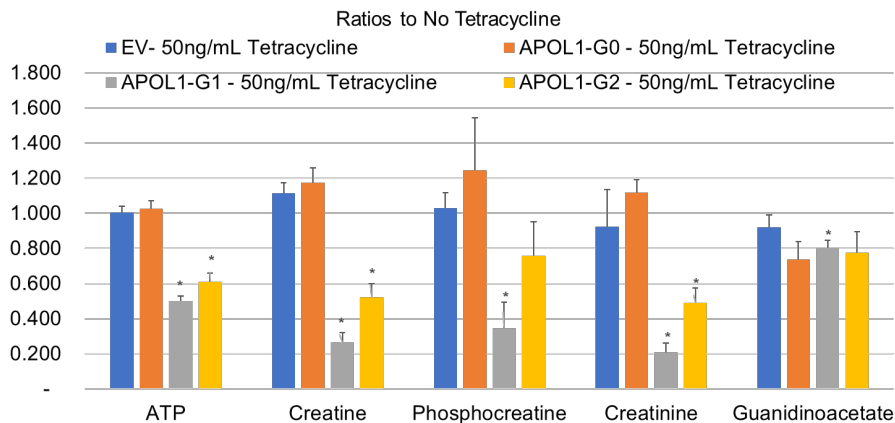 Ratios to No Tetracycline
EV- 50ng/mL Tetracycline
APOL1-G0 - 50ng/mL Tetracycline
1.800
APOL1-G1 - 50ng/mL Tetracycline
APOL1-G2 - 50ng/mL Tetracycline
1.600
1.400
1.200
1.000
0.800
*
0.600
* *
*
0.400
* *
*
0.200
*
-
ATP Creatine Phosphocreatine Creatinine Guanidinoacetate